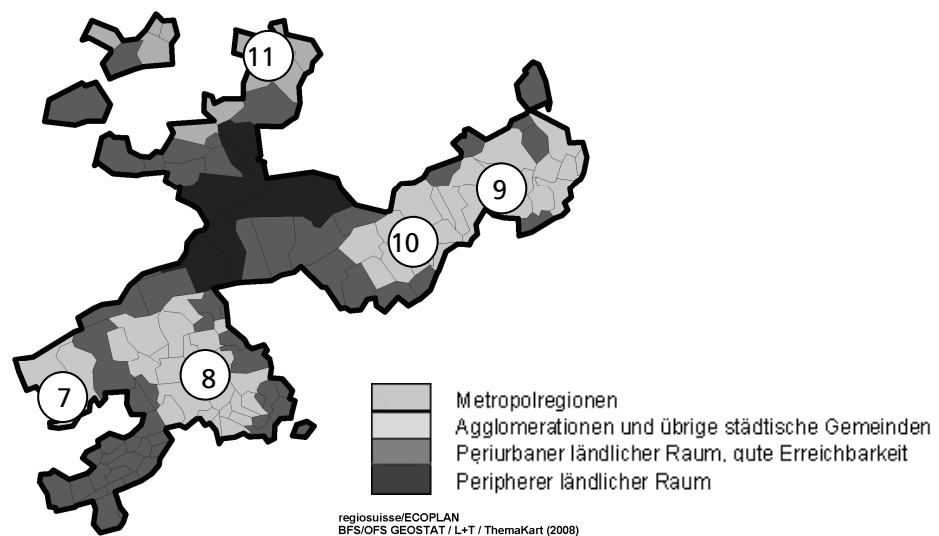 11
9
10
8
7
Metropolregionen
Agglomerationen und übrige städtische Gemeinden
Periurbaner ländlicher Raum, gute Erreichbarkeit
Peripherer ländlicher Raum
regiosuisse/ECOPLAN
BFS/OFS GEOSTAT / L+T / ThemaKart (2008)